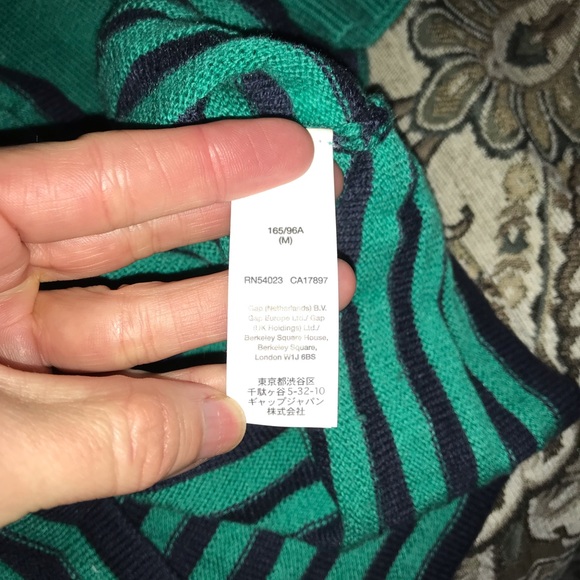 165/96A
(M)
RN54023 CA17897
Gap (Netherlands) B.V.
Gap Europe Ltd./ Gap
(UK Holdings) Ltd./
Berkeley Square House,
Berkeley Square,
London W1J 6BS
東京都渋谷区
千駄ヶ谷 5-32-10
ギャップジャパン
株式会社